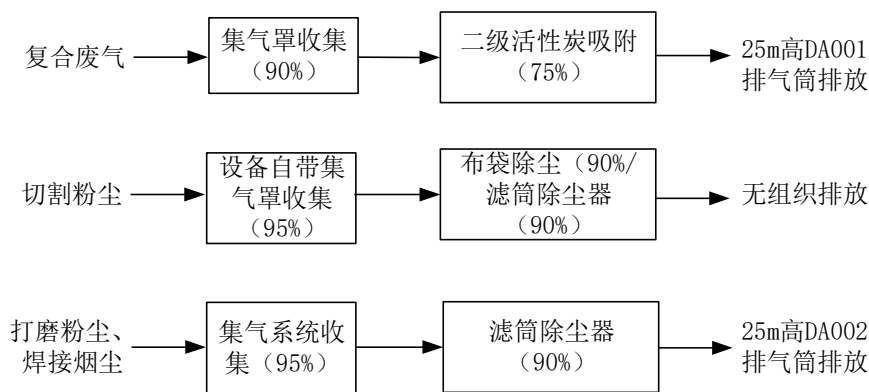 复合废气
集气罩收集
（90%）
二级活性炭吸附
（75%）
25m高DA001
排气筒排放
切割粉尘
设备自带集
气罩收集
（95%）
布袋除尘（90%/
滤筒除尘器
（90%）
无组织排放
打磨粉尘、
焊接烟尘
集气系统收
集（95%）
滤筒除尘器
（90%）
25m高DA002
排气筒排放